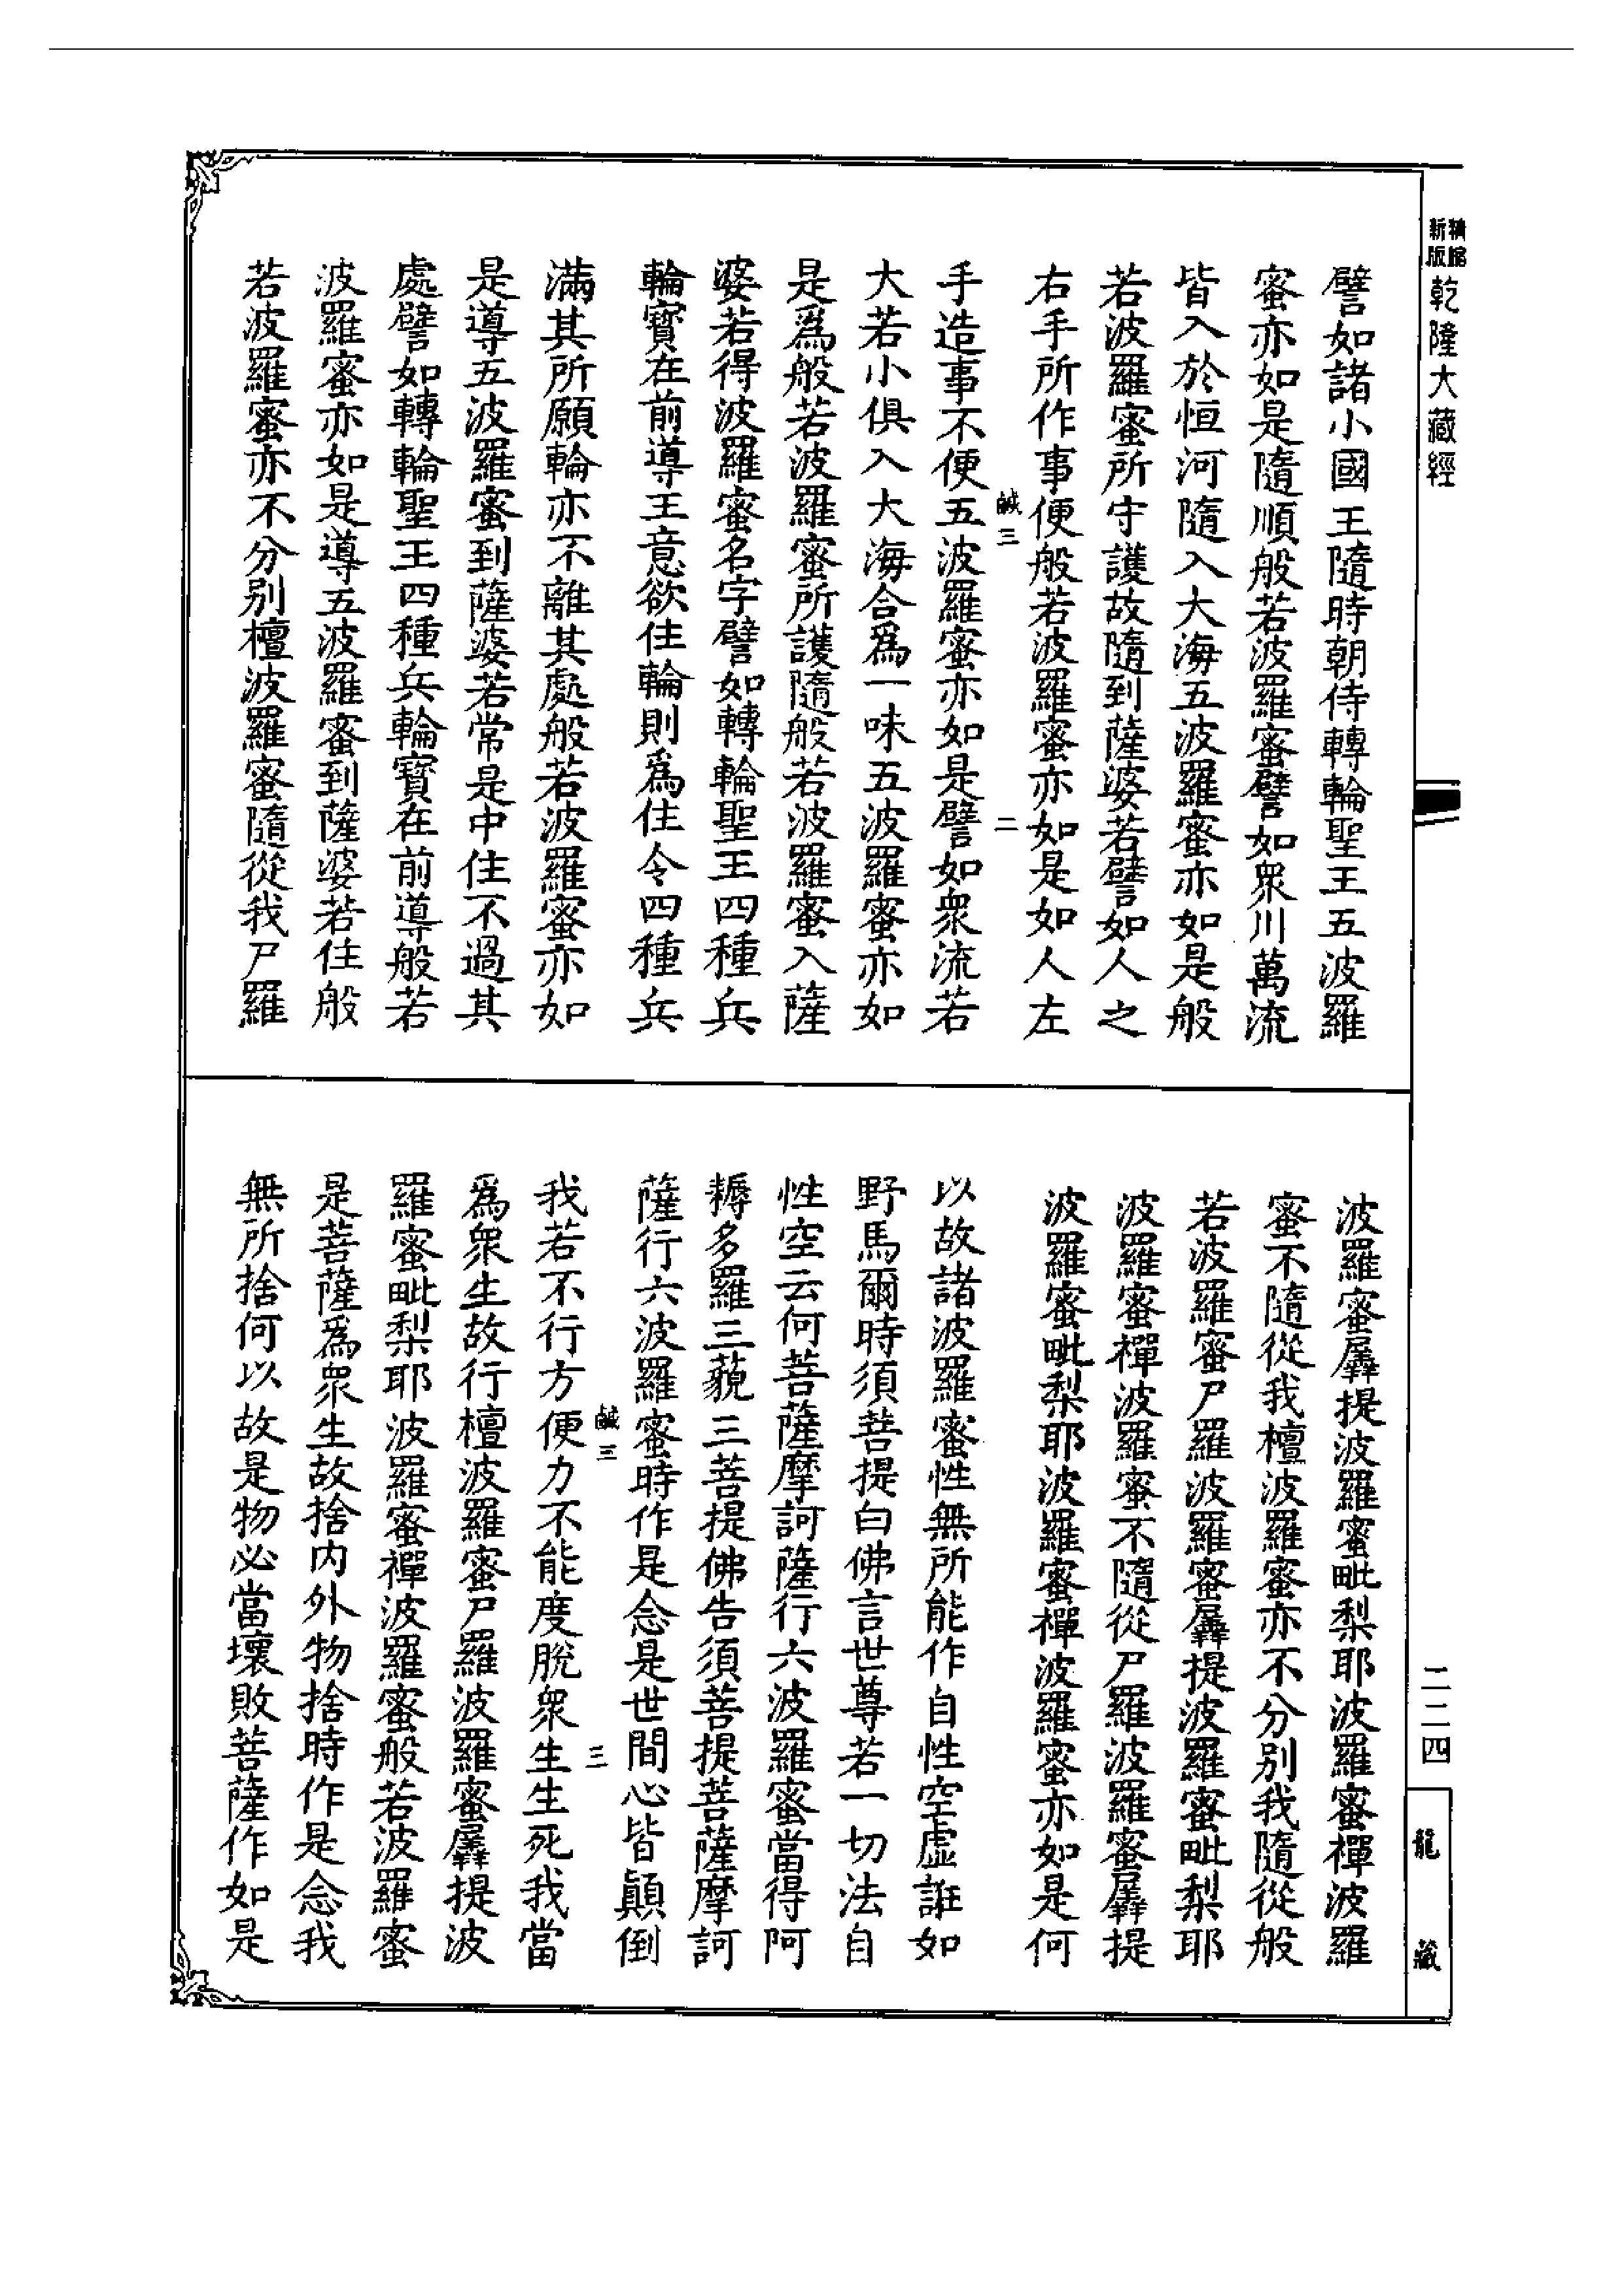 新版
乾隆大藏經
譬如諸小國王隨時朝侍轉輪聖王五波羅
蜜亦如是隨順般若波羅蜜譬如眾川萬流
皆入於恒河隨入大海五波羅蜜亦如是般
若波羅蜜所守護故隨到薩婆若譬如人之
右手所作事便般若波羅蜜亦如是如人左
鹹三 二
手造事不便五波羅蜜亦如是譬如眾流若
大若小俱入大海合爲一味五波羅蜜亦如
是爲般若波羅蜜所護隨般若波羅蜜入薩
婆若得波羅蜜名字譬如轉輪聖王四種兵
輪寶在前導王意欲住輪則爲住令四種兵
滿其所願輪亦不離其處般若波羅蜜亦如
是導五波羅蜜到薩婆若常是中住不過其
處譬如轉輪聖王四種兵輪寶在前導般若
波羅蜜亦如是導五波羅蜜到薩婆若住般
若波羅蜜亦不分別檀波羅蜜隨從我尸羅
波羅蜜羼提波羅蜜毗梨耶波羅蜜禪波羅
蜜不隨從我檀波羅蜜亦不分別我隨從般
若波羅蜜尸羅波羅蜜羼提波羅蜜毗梨耶
波羅蜜禪波羅蜜不隨從尸羅波羅蜜羼提
波羅蜜毗梨耶波羅蜜禪波羅蜜亦如是何
以故諸波羅蜜性無所能作自性空虛誑如
野馬爾時須菩提白佛言世尊若一切法自
性空云何菩薩摩訶薩行六波羅蜜當得阿
耨多羅三藐三菩提佛告須菩提菩薩摩訶
薩行六波羅蜜時作是念是世間心皆顛倒
鹹三 三
我若不行方便力不能度脫眾生生死我當
爲眾生故行檀波羅蜜尸羅波羅蜜羼提波
羅蜜毗梨耶波羅蜜禪波羅蜜般若波羅蜜
是菩薩爲眾生故捨內外物捨時作是念我
無所捨何以故是物必當壞敗菩薩作如是
二二四
龍藏